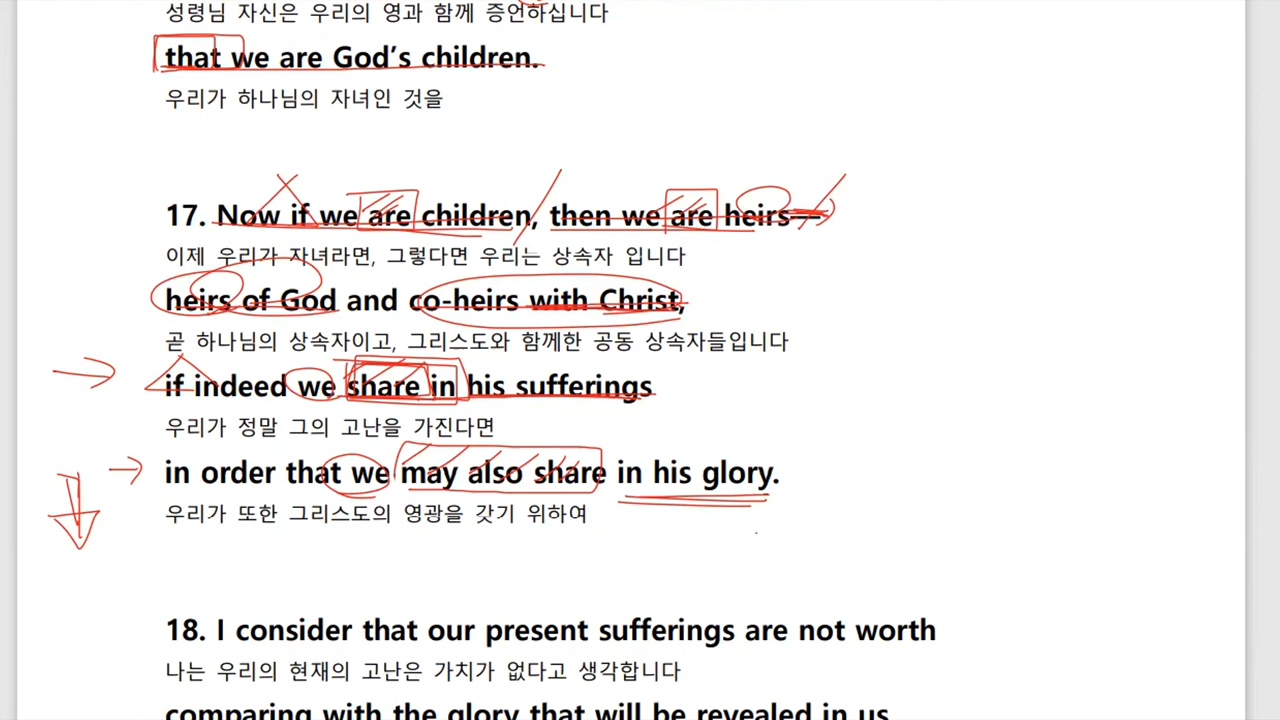 성령님 자신은 우리의 영과 함께 증언하십니다
that we are God’s children.
우리가 하나님의 자녀인 것을
17. Now if we are children, then we are heirs—
이제 우리가 자녀라면, 그렇다면 우리는 상속자 입니다
heirs of God and co-heirs with Christ,
곧 하나님의 상속자이고, 그리스도와 함께한 공동 상속자들입니다
if indeed we share in his sufferings
우리가 정말 그의 고난을 가진다면
in order that we may also share in his glory.
우리가 또한 그리스도의 영광을 갖기 위하여
18. I consider that our present sufferings are not worth
나는 우리의 현재의 고난은 가치가 없다고 생각합니다
comparing with the glory that will be revealed in us